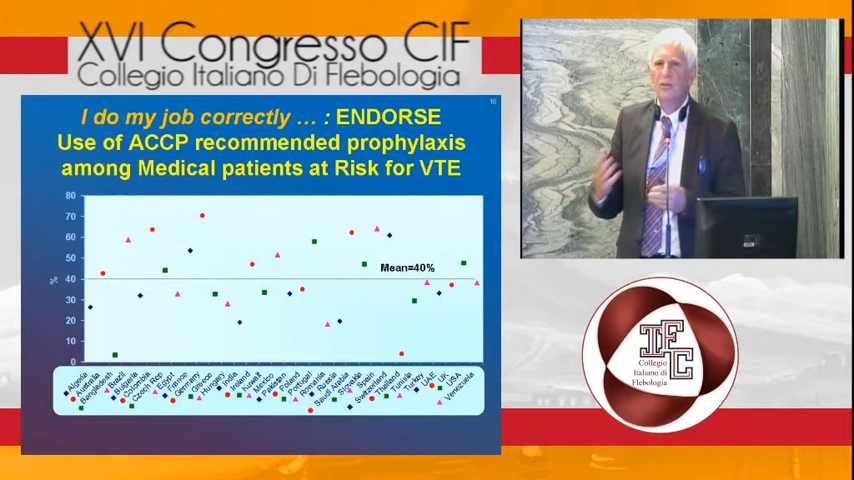 XVI Congresso CIF
Collegio Italiano Di Flebologia
16
I do my job correctly … : ENDORSE
Use of ACCP recommended prophylaxis
among Medical patients at Risk for VTE
80
70
60
50
40
30
20
10
0
%
Mean=40%
Algeria
Australia
Bangladesh
Brazil
Bulgaria
Colombia
Czech Rep
Egypt
France
Germany
Greece
Hungary
India
Ireland
Kuwait
Mexico
Pakistan
Poland
Portugal
Romania
Russia
Saudi Arabia
Slovakia
Spain
Switzerland
Thailand
Tunisia
Turkey
UAE
UK
USA
Venezuela
Collegio
Italiano di
Flebologia